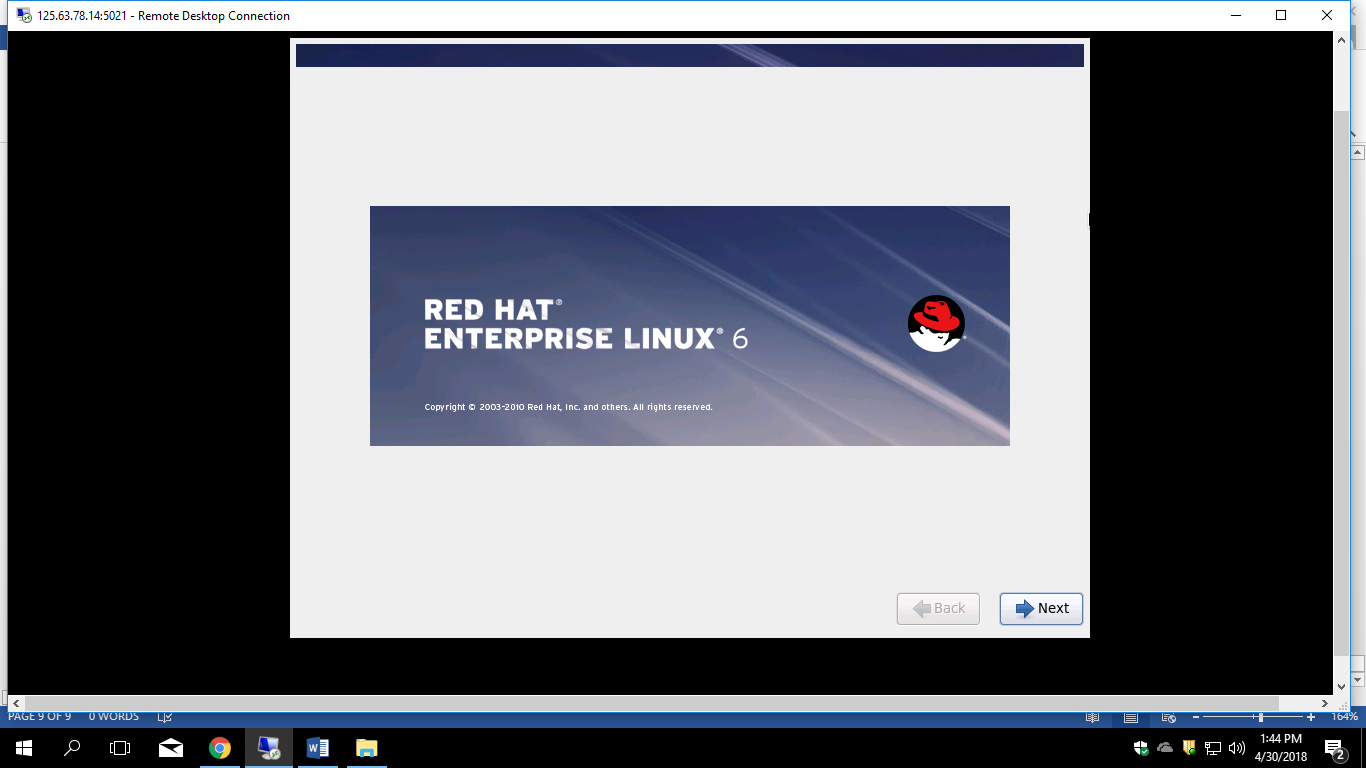 125.63.78.14:5021 - Remote Desktop Connection
RED HAT®
ENTERPRISE LINUX® 6
Copyright © 2003-2010 Red Hat, Inc. and others. All rights reserved.
Back
Next
PAGE 9 OF 9 0 WORDS 164%
1:44 PM
4/30/2018
2